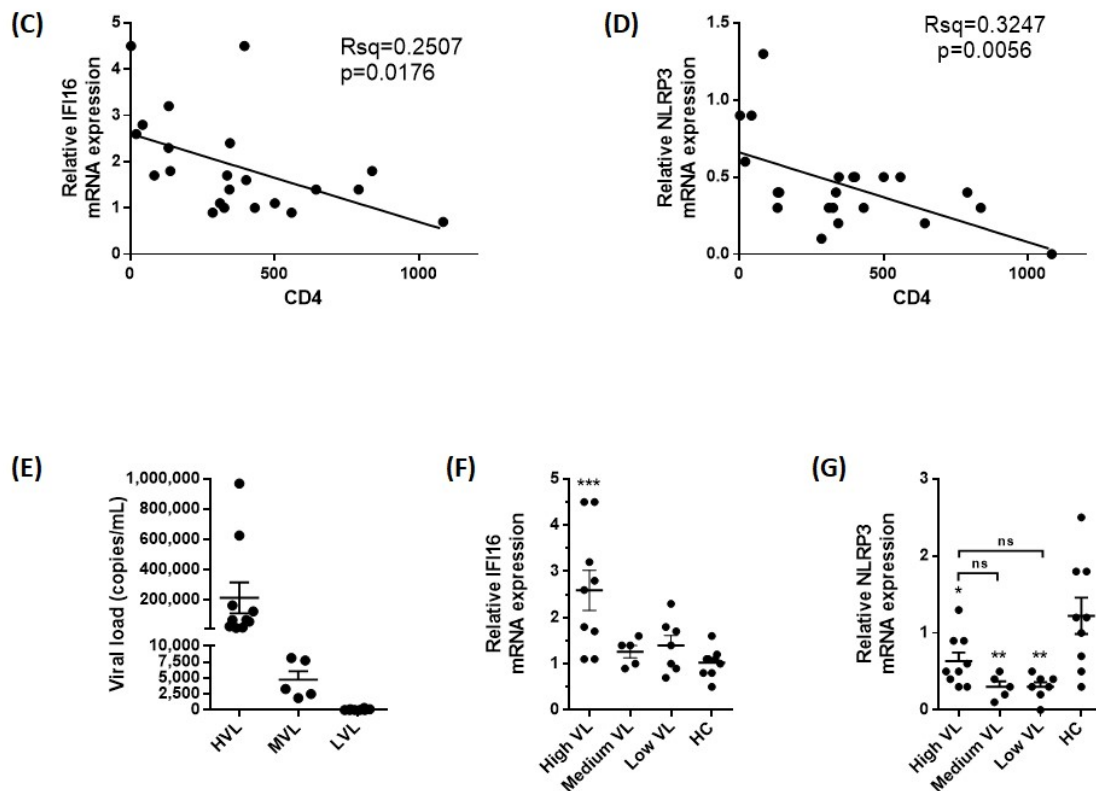 (C)
Relative IFI16
mRNA expression
5
4
3
2
1
0
0
500
1000
CD4
Rsq=0.2507
p=0.0176
(D)
Relative NLRP3
mRNA expression
1.5
1.0
0.5
0.0
0
500
1000
CD4
Rsq=0.3247
p=0.0056
(E)
Viral load (copies/mL)
1,000,000
800,000
600,000
400,000
200,000
10,000
7,500
5,000
2,500
0
HVL
MVL
LVL
(F)
Relative IFI16
mRNA expression
5
4
3
2
1
0
***
High VL
Medium VL
Low VL
HC
(G)
Relative NLRP3
mRNA expression
3
2
1
0
ns
ns
*
**
**
High VL
Medium VL
Low VL
HC